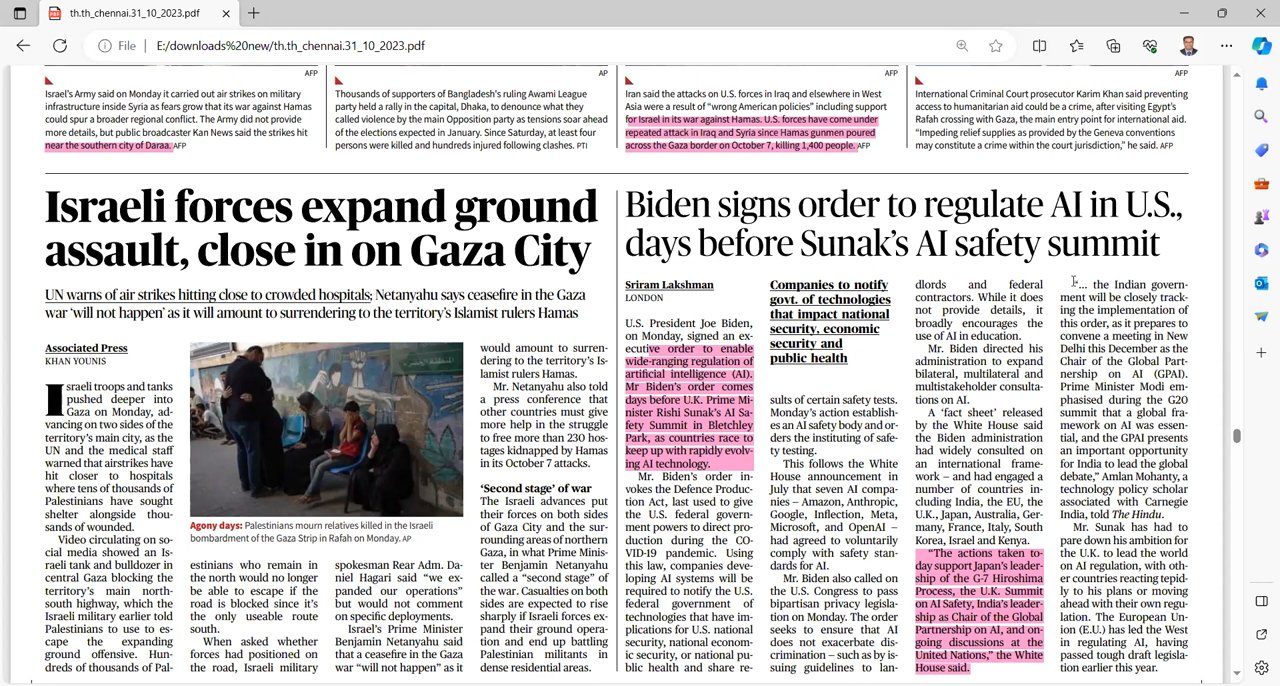 th.th_chennai.31_10_2023.pdf
File
E:/downloads%20new/th.th_chennai.31_10_2023.pdf
AFP
Israel's Army said on Monday it carried out air strikes on military
infrastructure inside Syria as fears grow that its war against Hamas
could spur a broader regional conflict. The Army did not provide
more details, but public broadcaster Kan News said the strikes hit
near the southern city of Daraa. AFP
AP
Thousands of supporters of Bangladesh's ruling Awami League
party held a rally in the capital, Dhaka, to denounce what they
called violence by the main Opposition party as tensions soar ahead
of the elections expected in January. Since Saturday, at least four
persons were killed and hundreds injured following clashes. PTI
AFP
Iran said the attacks on U.S. forces in Iraq and elsewhere in West
Asia were a result of "wrong American policies" including support
for Israel in its war against Hamas. U.S. forces have come under
repeated attack in Iraq and Syria since Hamas gunmen poured
across the Gaza border on October 7, killing 1,400 people. AFP
AFP
International Criminal Court prosecutor Karim Khan said preventing
access to humanitarian aid could be a crime, after visiting Egypt's
Rafah crossing with Gaza, the main entry point for international aid.
"Impeding relief supplies as provided by the Geneva conventions
may constitute a crime within the court jurisdiction," he said. AFP
Israeli forces expand ground
assault, close in on Gaza City
UN warns of air strikes hitting close to crowded hospitals; Netanyahu says ceasefire in the Gaza
war 'will not happen' as it will amount to surrendering to the territory's Islamist rulers Hamas
Associated Press
KHAN YOUNIS
Israeli troops and tanks
pushed deeper into
Gaza on Monday, ad-
vancing on two sides of the
territory's main city, as the
UN and the medical staff
warned that airstrikes have
hit closer to hospitals
where tens of thousands of
Palestinians have sought
shelter alongside thou-
sands of wounded.
Video circulating on so-
cial media showed an Is-
raeli tank and bulldozer in
central Gaza blocking the
territory's main north-
south highway, which the
Israeli military earlier told
Palestinians to use to es-
cape the expanding
ground offensive. Hun-
dreds of thousands of Pal-
Agony days: Palestinians mourn relatives killed in the Israeli
bombardment of the Gaza Strip in Rafah on Monday. AP
estinians who remain in
the north would no longer
be able to escape if the
road is blocked since it's
the only useable route
south.
When asked whether
forces had positioned on
the road, Israeli military
spokesman Rear Adm. Da-
niel Hagari said "we ex-
panded our operations"
but would not comment
on specific deployments.
Israel's Prime Minister
Benjamin Netanyahu said
that a ceasefire in the Gaza
war "will not happen" as it
would amount to surren-
dering to the territory's Is-
lamist rulers Hamas.
Mr. Netanyahu also told
a press conference that
other countries must give
more help in the struggle
to free more than 230 hos-
tages kidnapped by Hamas
in its October 7 attacks.
'Second stage' of war
The Israeli advances put
their forces on both sides
of Gaza City and the sur-
rounding areas of northern
Gaza, in what Prime Minis-
ter Benjamin Netanyahu
called a "second stage" of
the war. Casualties on both
sides are expected to rise
sharply if Israeli forces ex-
pand their ground opera-
tion and end up battling
Palestinian militants in
dense residential areas.
Biden signs order to regulate AI in U.S.,
days before Sunak's AI safety summit
Sriram Lakshman
LONDON
U.S. President Joe Biden,
on Monday, signed an ex-
ecutive order to enable
wide-ranging regulation of
artificial intelligence (AI).
Mr Biden's order comes
days before U.K. Prime Mi-
nister Rishi Sunak's AI Sa-
fety Summit in Bletchley
Park, as countries race to
keep up with rapidly evolv-
ing AI technology.
Mr. Biden's order in-
vokes the Defence Produc-
tion Act, last used to give
the U.S. federal govern-
ment powers to direct pro-
duction during the CO-
VID-19 pandemic. Using
this law, companies deve-
loping AI systems will be
required to notify the U.S.
federal government of
technologies that have im-
plications for U.S. national
security, national econom-
ic security, or national pu-
blic health and share re-
Companies to notify
govt. of technologies
that impact national
security, economic
security and
public health
sults of certain safety tests.
Monday's action establish-
es an AI safety body and or-
ders the instituting of safe-
ty testing.
This follows the White
House announcement in
July that seven AI compa-
nies – Amazon, Anthropic,
Google, Inflection, Meta,
Microsoft, and OpenAI –
had agreed to voluntarily
comply with safety stan-
dards for AI.
Mr. Biden also called on
the U.S. Congress to pass
bipartisan privacy legisla-
tion on Monday. The order
seeks to ensure that AI
does not exacerbate dis-
crimination – such as by is-
suing guidelines to lan-
dlords and federal
contractors. While it does
not provide details, it
broadly encourages the
use of AI in education.
Mr. Biden directed his
administration to expand
bilateral, multilateral and
multistakeholder consulta-
tions on AI.
A 'fact sheet' released
by the White House said
the Biden administration
had widely consulted on
an international frame-
work – and had engaged a
number of countries in-
cluding India, the EU, the
U.K., Japan, Australia, Ger-
many, France, Italy, South
Korea, Israel and Kenya.
"The actions taken to-
day support Japan's leader-
ship of the G-7 Hiroshima
Process, the U.K. Summit
on AI Safety, India's leader-
ship as Chair of the Global
Partnership on AI, and on-
going discussions at the
United Nations," the White
House said.
"... the Indian govern-
ment will be closely track-
ing the implementation of
this order, as it prepares to
convene a meeting in New
Delhi this December as the
Chair of the Global Part-
nership on AI (GPAI).
Prime Minister Modi em-
phasised during the G20
summit that a global fra-
mework on AI was essen-
tial, and the GPAI presents
an important opportunity
for India to lead the global
debate," Amlan Mohanty, a
technology policy scholar
associated with Carnegie
India, told The Hindu.
Mr. Sunak has had to
pare down his ambition for
the U.K. to lead the world
on AI regulation, with oth-
er countries reacting tepid-
ly to his plans or moving
ahead with their own regu-
lation. The European Un-
ion (E.U.) has led the West
in regulating AI, having
passed tough draft legisla-
tion earlier this year.